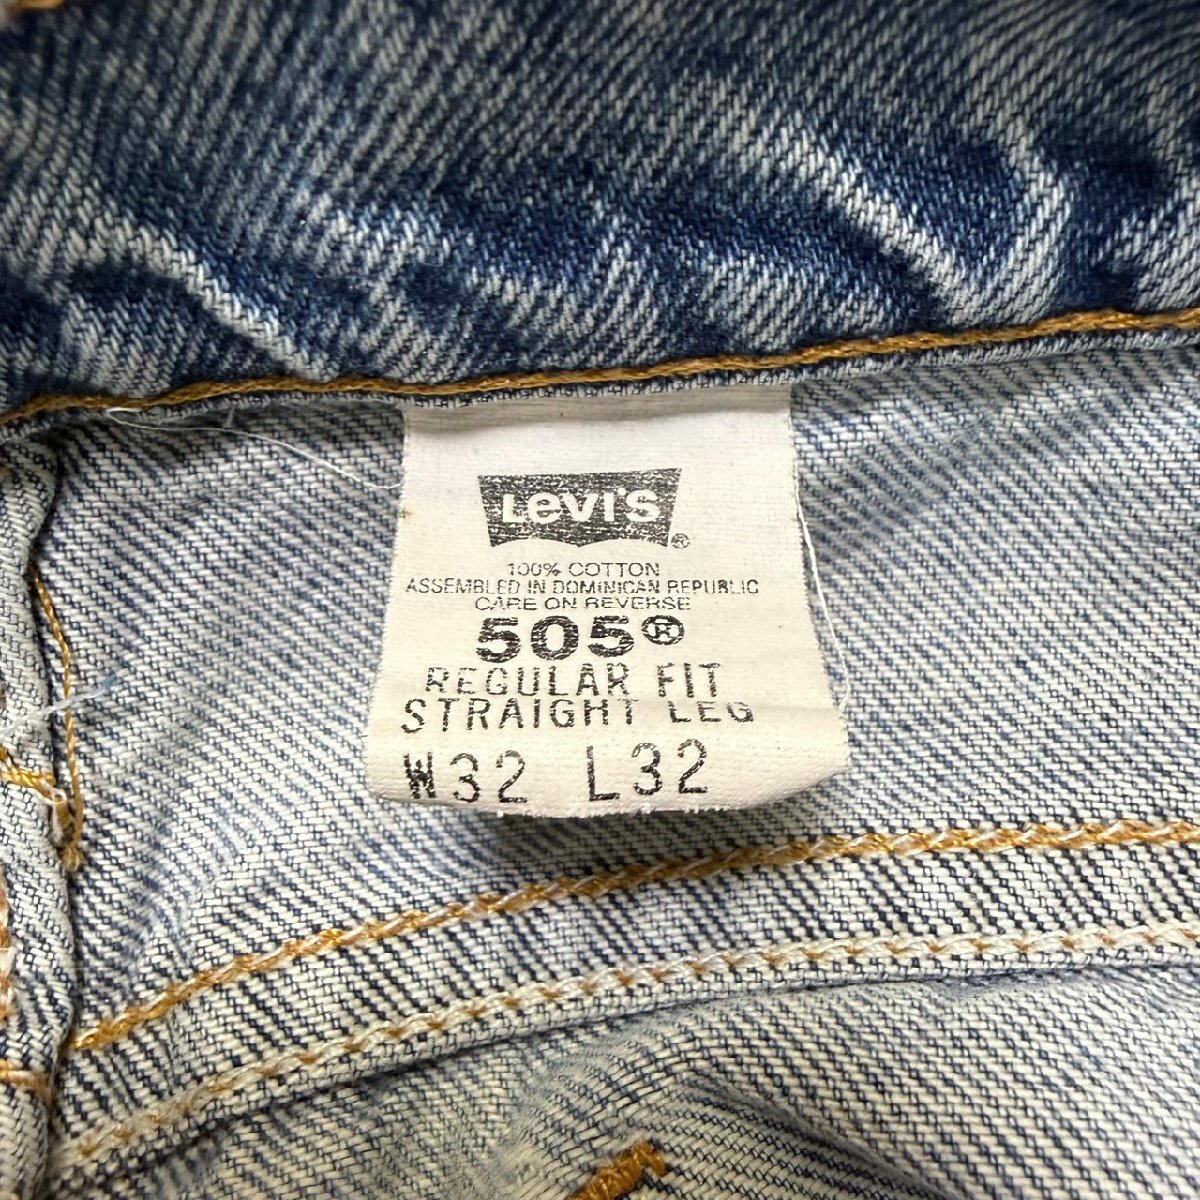 LEVI'S®
100% COTTON
ASSEMBLED IN DOMINICAN REPUBLIC
CARE ON REVERSE
505®
REGULAR FIT
STRAIGHT LEG
W32 L32